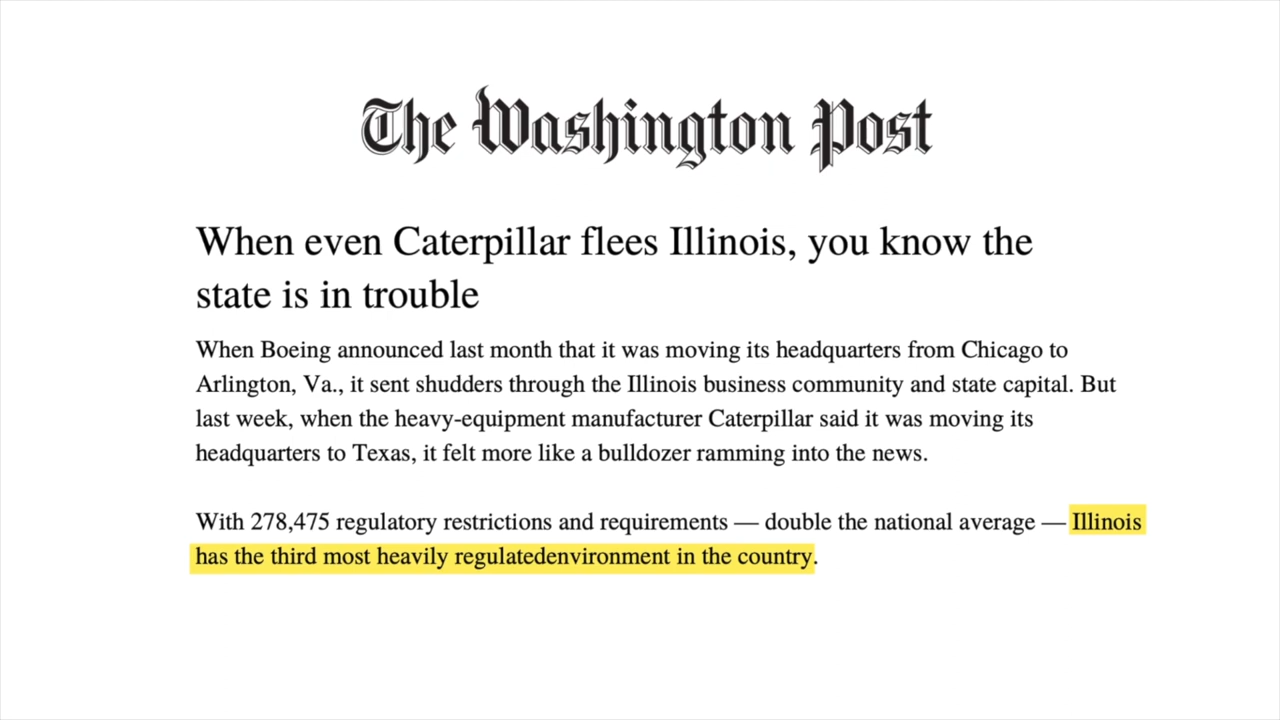 The Washington Post
When even Caterpillar flees Illinois, you know the
state is in trouble
When Boeing announced last month that it was moving its headquarters from Chicago to
Arlington, Va., it sent shudders through the Illinois business community and state capital. But
last week, when the heavy-equipment manufacturer Caterpillar said it was moving its
headquarters to Texas, it felt more like a bulldozer ramming into the news.
With 278,475 regulatory restrictions and requirements — double the national average — Illinois
has the third most heavily regulatedenvironment in the country.